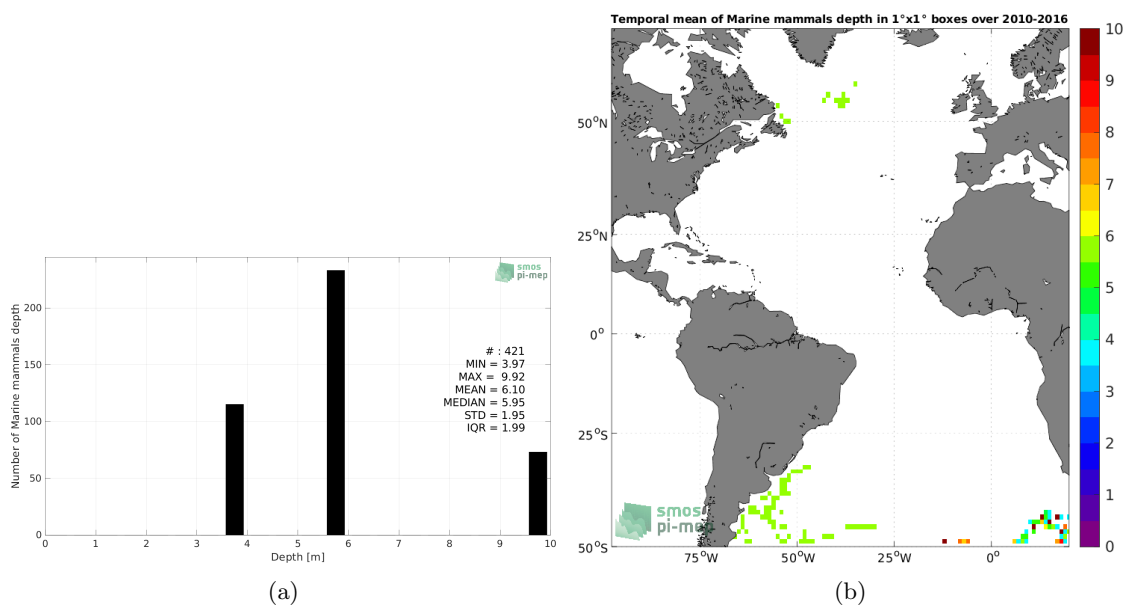 Temporal mean of Marine mammals depth in 1°x1° boxes over 2010-2016
smos
pi-mep
Number of Marine mammals depth
200
150
100
50
0
# : 421
MIN = 3.97
MAX = 9.92
MEAN = 6.10
MEDIAN = 5.95
STD = 1.95
IQR = 1.99
0 1 2 3 4 5 6 7 8 9 10
Depth [m]
(a)
50°N
25°N
0°
25°S
50°S
75°W 50°W 25°W 0°
smos
pi-mep
10
9
8
7
6
5
4
3
2
1
0
(b)